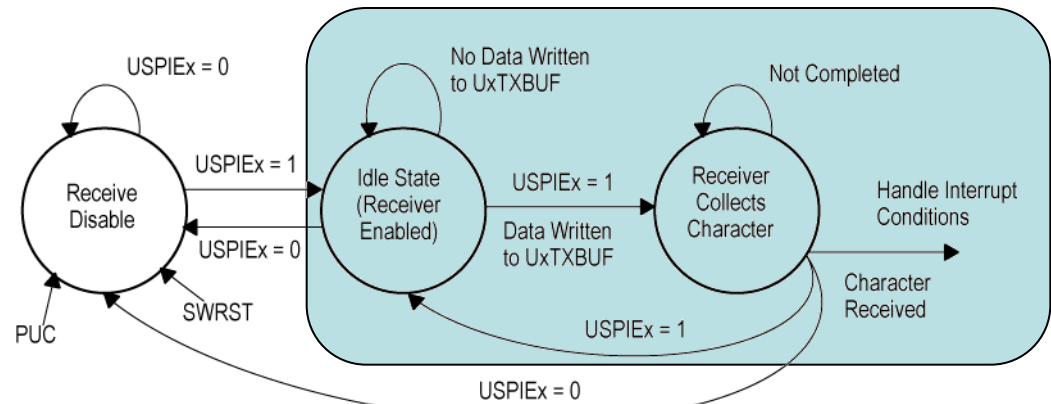 USPIEx = 0
No Data Written
to UxTXBUF
Not Completed
USPIEx = 1
Receive
Disable
Idle State
(Receiver
Enabled)
USPIEx = 1
Receiver
Collects
Character
Handle Interrupt
Conditions
USPIEx = 0
Data Written
to UxTXBUF
Character
Received
SWRST
PUC
USPIEx = 1
USPIEx = 0